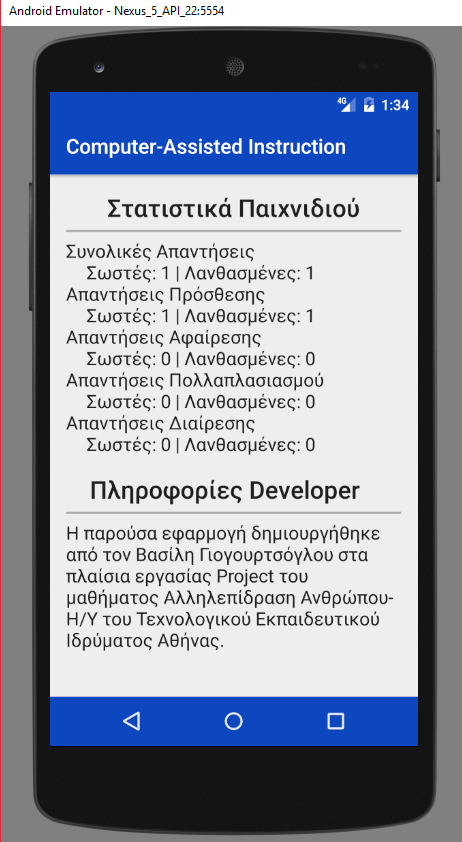 Android Emulator - Nexus_5_API_22:5554
4G 1:34
Computer-Assisted Instruction
Στατιστικά Παιχνιδιού
Συνολικές Απαντήσεις
Σωστές: 1 | Λανθασμένες: 1
Απαντήσεις Πρόσθεσης
Σωστές: 1 | Λανθασμένες: 1
Απαντήσεις Αφαίρεσης
Σωστές: 0 | Λανθασμένες: 0
Απαντήσεις Πολλαπλασιασμού
Σωστές: 0 | Λανθασμένες: 0
Απαντήσεις Διαίρεσης
Σωστές: 0 | Λανθασμένες: 0
Πληροφορίες Developer
Η παρούσα εφαρμογή δημιουργήθηκε
από τον Βασίλη Γιογουρτσόγλου στα
πλαίσια εργασίας Project του
μαθήματος Αλληλεπίδραση Ανθρώπου-
Η/Υ του Τεχνολογικού Εκπαιδευτικού
Ιδρύματος Αθήνας.